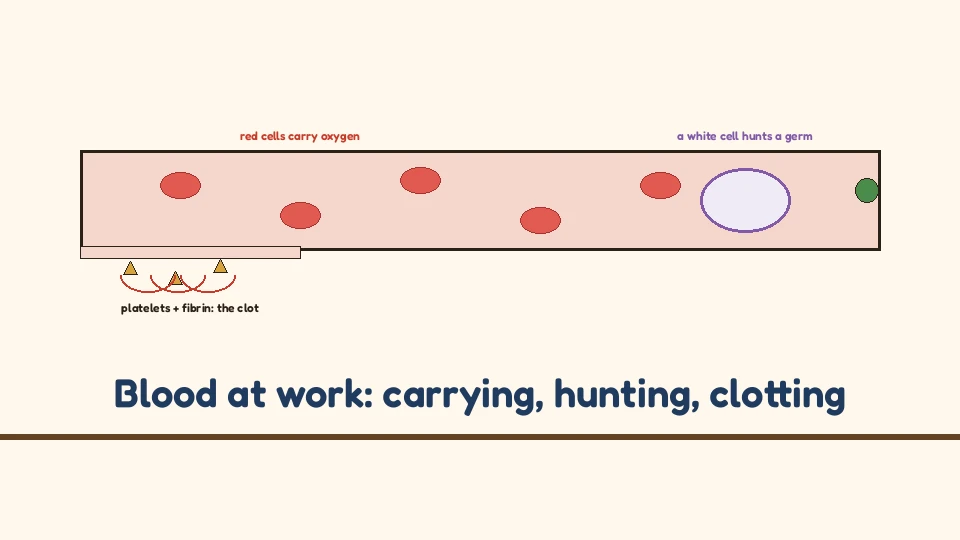 red cells carry oxygen
a white cell hunts a germ
platelets + fibrin: the clot
Blood at work: carrying, hunting, clotting